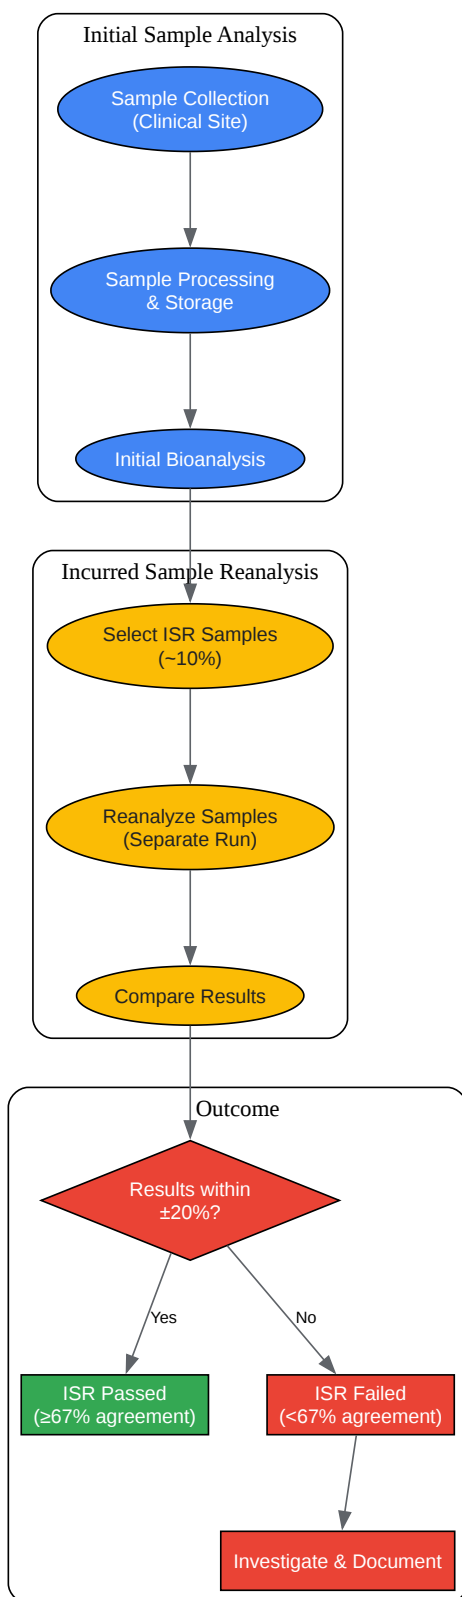 Initial Sample Analysis
Sample Collection
(Clinical Site)
Sample Processing
& Storage
Initial Bioanalysis
Incurred Sample Reanalysis
Select ISR Samples
(~10%)
Reanalyze Samples
(Separate Run)
Compare Results
Outcome
Results within
±20%?
Yes
No
ISR Passed
(≥67% agreement)
ISR Failed
(<67% agreement)
Investigate & Document